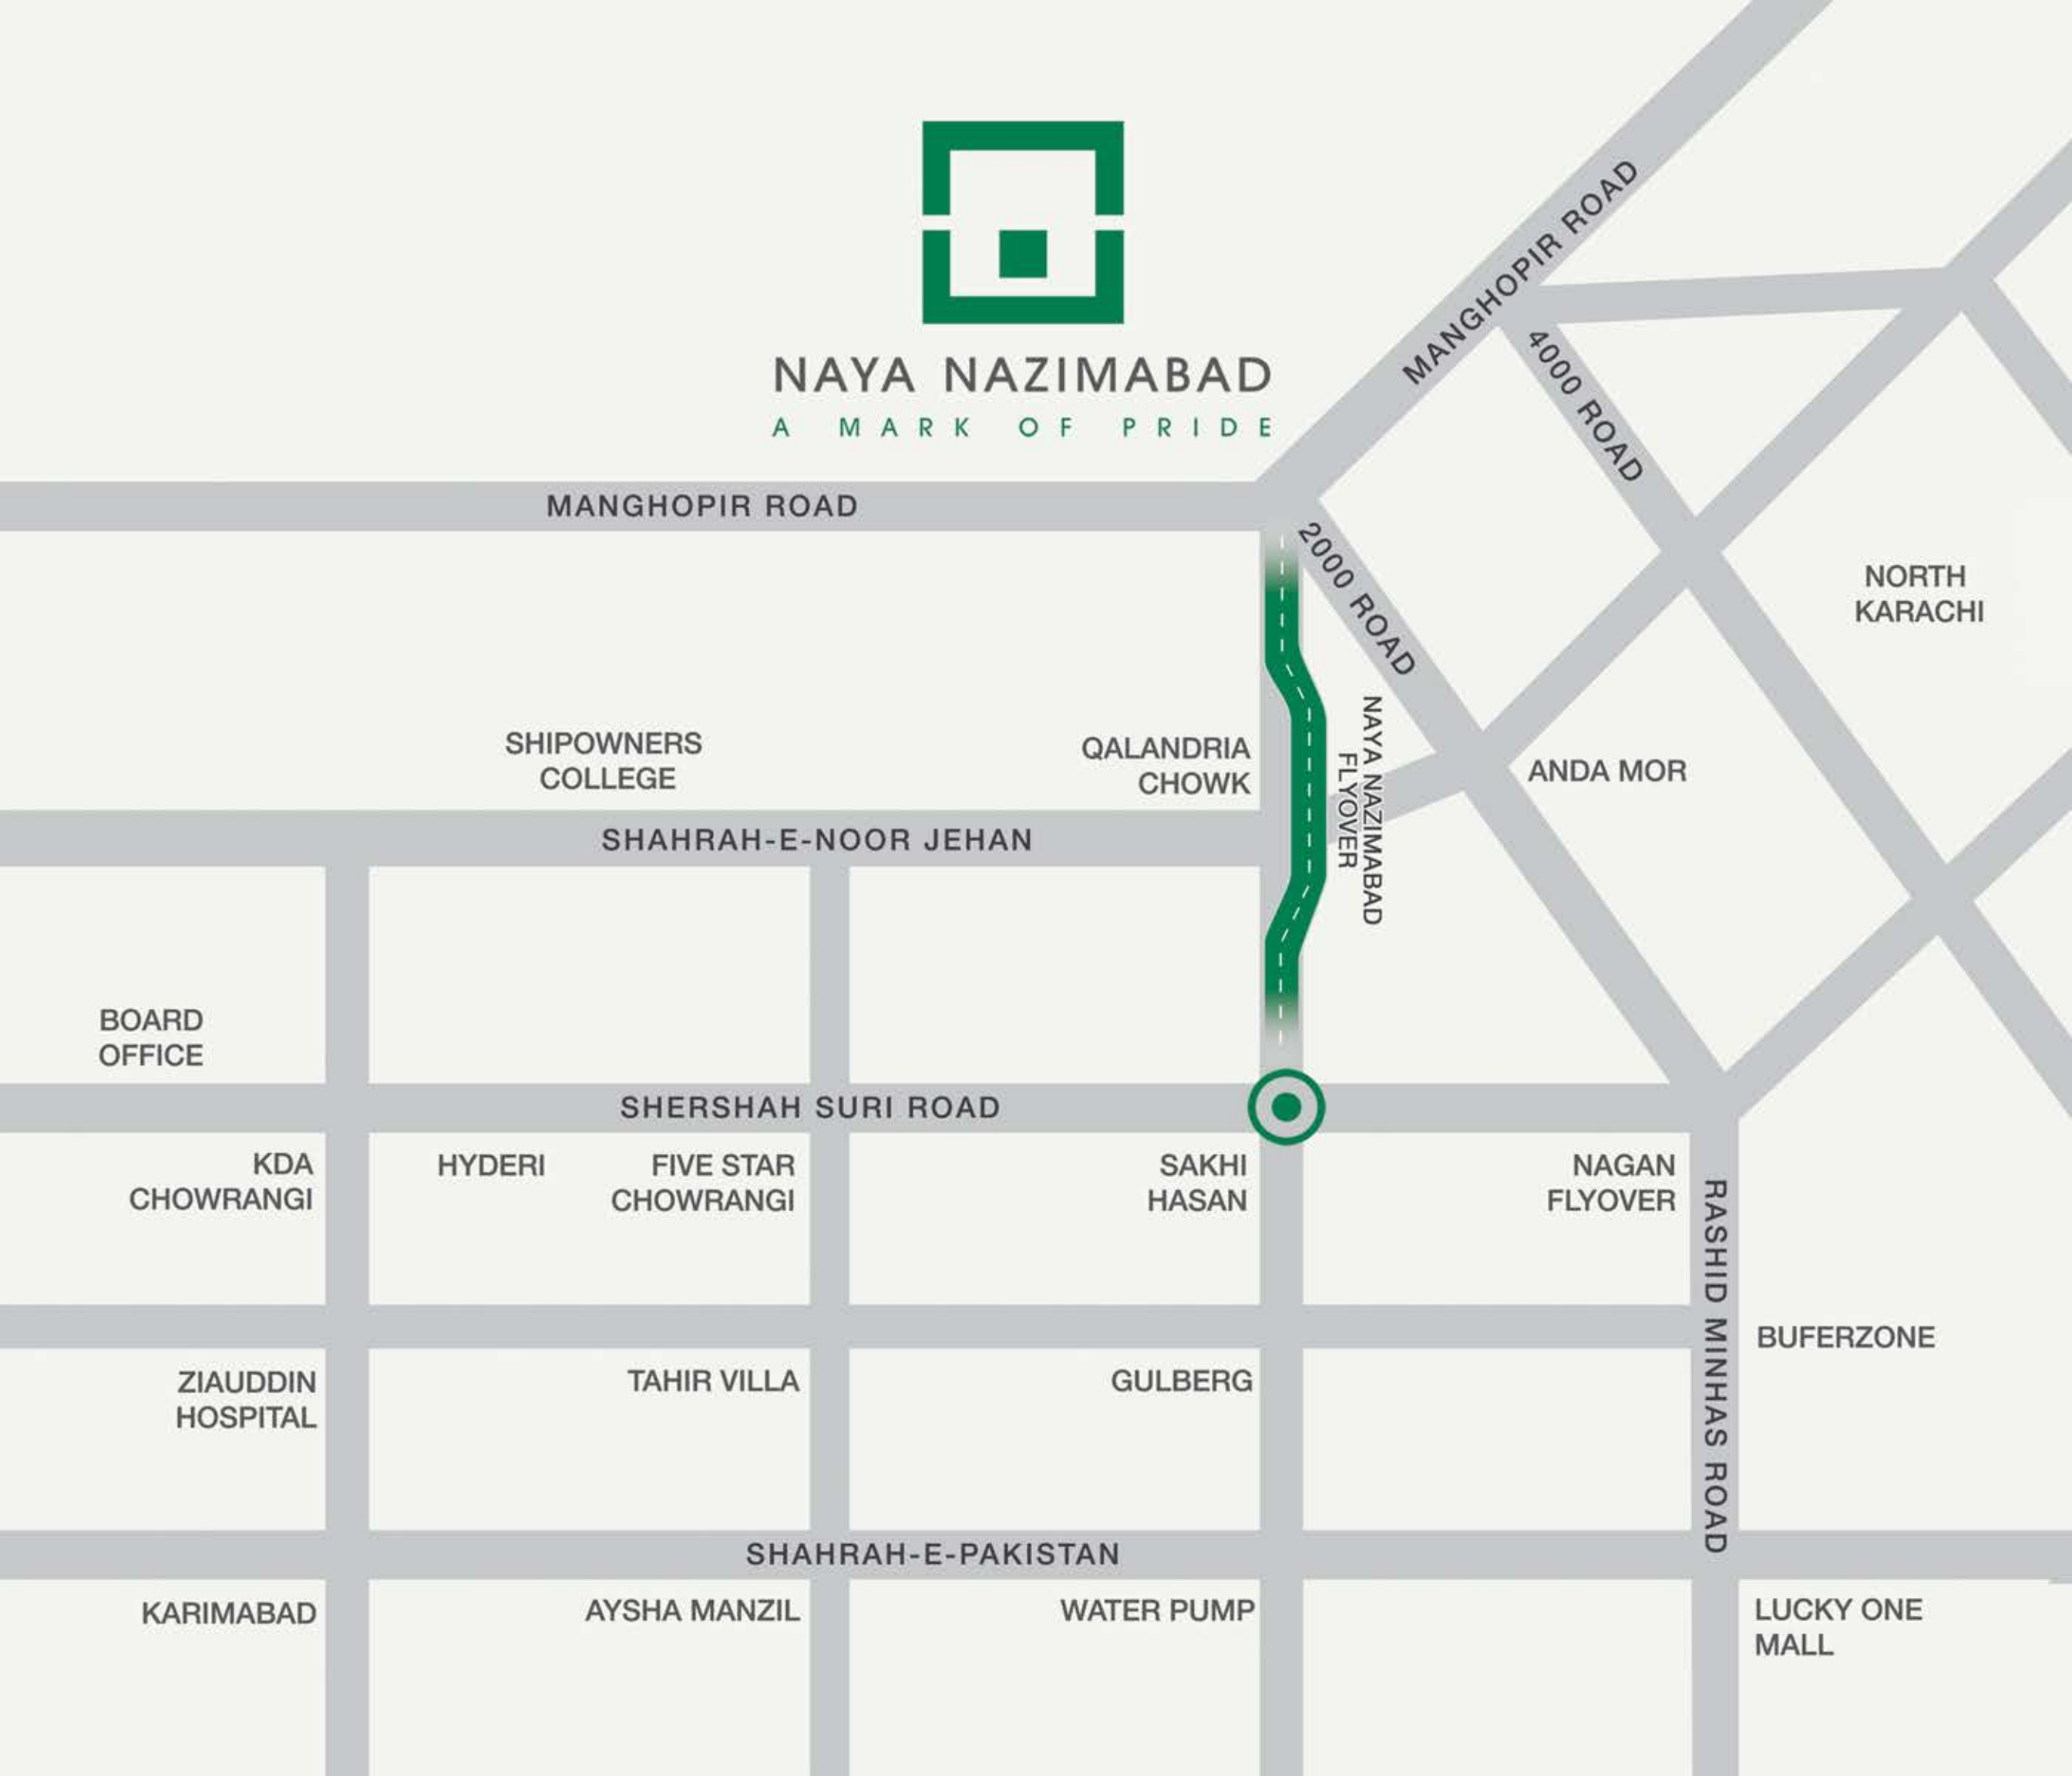 MANGHOPIR ROAD
NAYA NAZIMABAD
A MARK OF PRIDE
4000 ROAD
MANGHOPIR ROAD
2000 ROAD
NORTH
KARACHI
SHIPOWNERS
COLLEGE
QALANDRIA
CHOWK
NAYA NAZIMABAD
FLYOVER
ANDA MOR
SHAHRAH-E-NOOR JEHAN
BOARD
OFFICE
SHERSHAH SURI ROAD
KDA
CHOWRANGI
HYDERI
FIVE STAR
CHOWRANGI
SAKHI
HASAN
NAGAN
FLYOVER
RASHID MINHAS ROAD
BUFERZONE
ZIAUDDIN
HOSPITAL
TAHIR VILLA
GULBERG
SHAHRAH-E-PAKISTAN
KARIMABAD
AYSHA MANZIL
WATER PUMP
LUCKY ONE
MALL